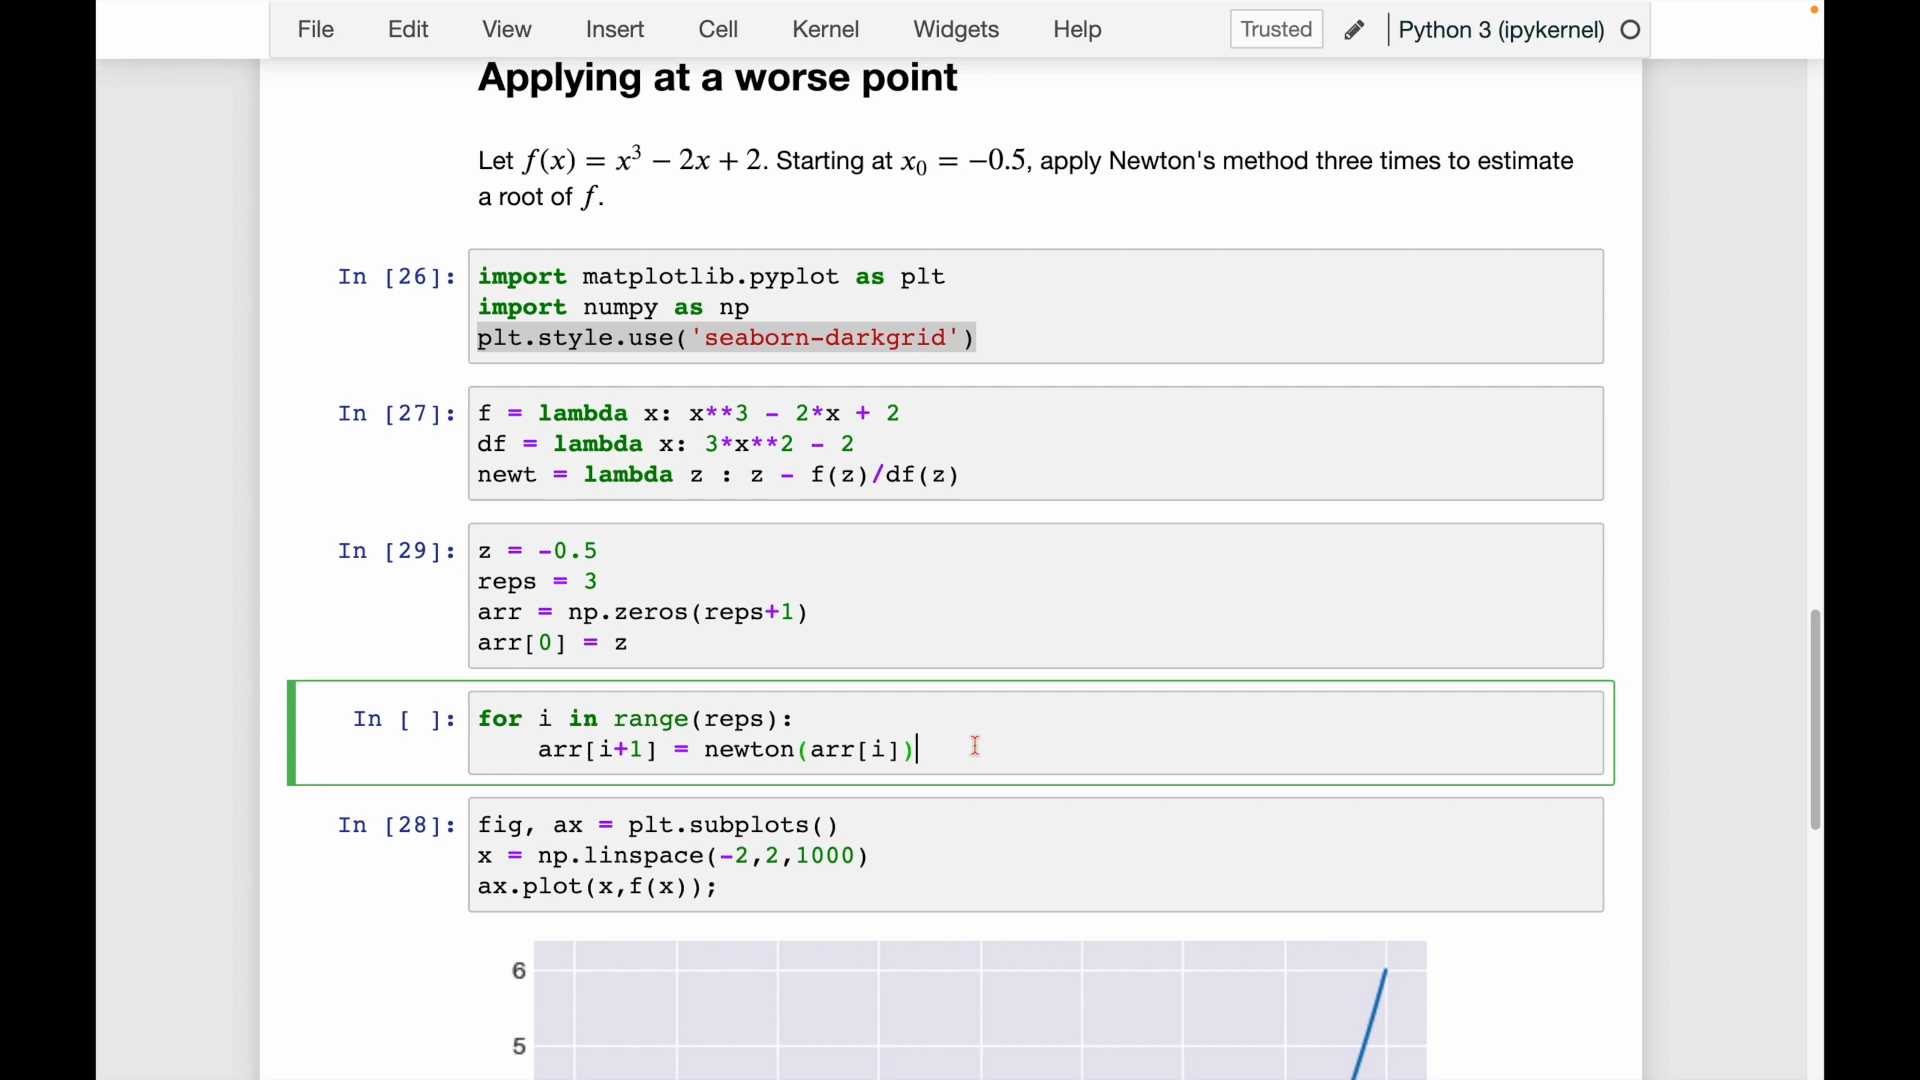 File Edit View Insert Cell Kernel Widgets Help Trusted Python 3 (ipykernel)
Applying at a worse point
Let f(x) = x³ − 2x + 2. Starting at x₀ = −0.5, apply Newton's method three times to estimate
a root of f.
In [26]: import matplotlib.pyplot as plt
import numpy as np
plt.style.use('seaborn-darkgrid')
In [27]: f = lambda x: x**3 - 2*x + 2
df = lambda x: 3*x**2 - 2
newt = lambda z : z - f(z)/df(z)
In [29]: z = -0.5
reps = 3
arr = np.zeros(reps+1)
arr[0] = z
In [ ]: for i in range(reps):
    arr[i+1] = newton(arr[i])
In [28]: fig, ax = plt.subplots()
x = np.linspace(-2,2,1000)
ax.plot(x,f(x));
6
5